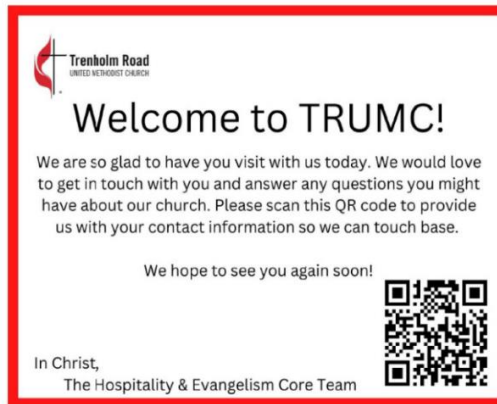 Trenholm Road
UNITED METHODIST CHURCH
Welcome to TRUMC!
We are so glad to have you visit with us today. We would love
to get in touch with you and answer any questions you might
have about our church. Please scan this QR code to provide
us with your contact information so we can touch base.
We hope to see you again soon!
In Christ,
The Hospitality & Evangelism Core Team